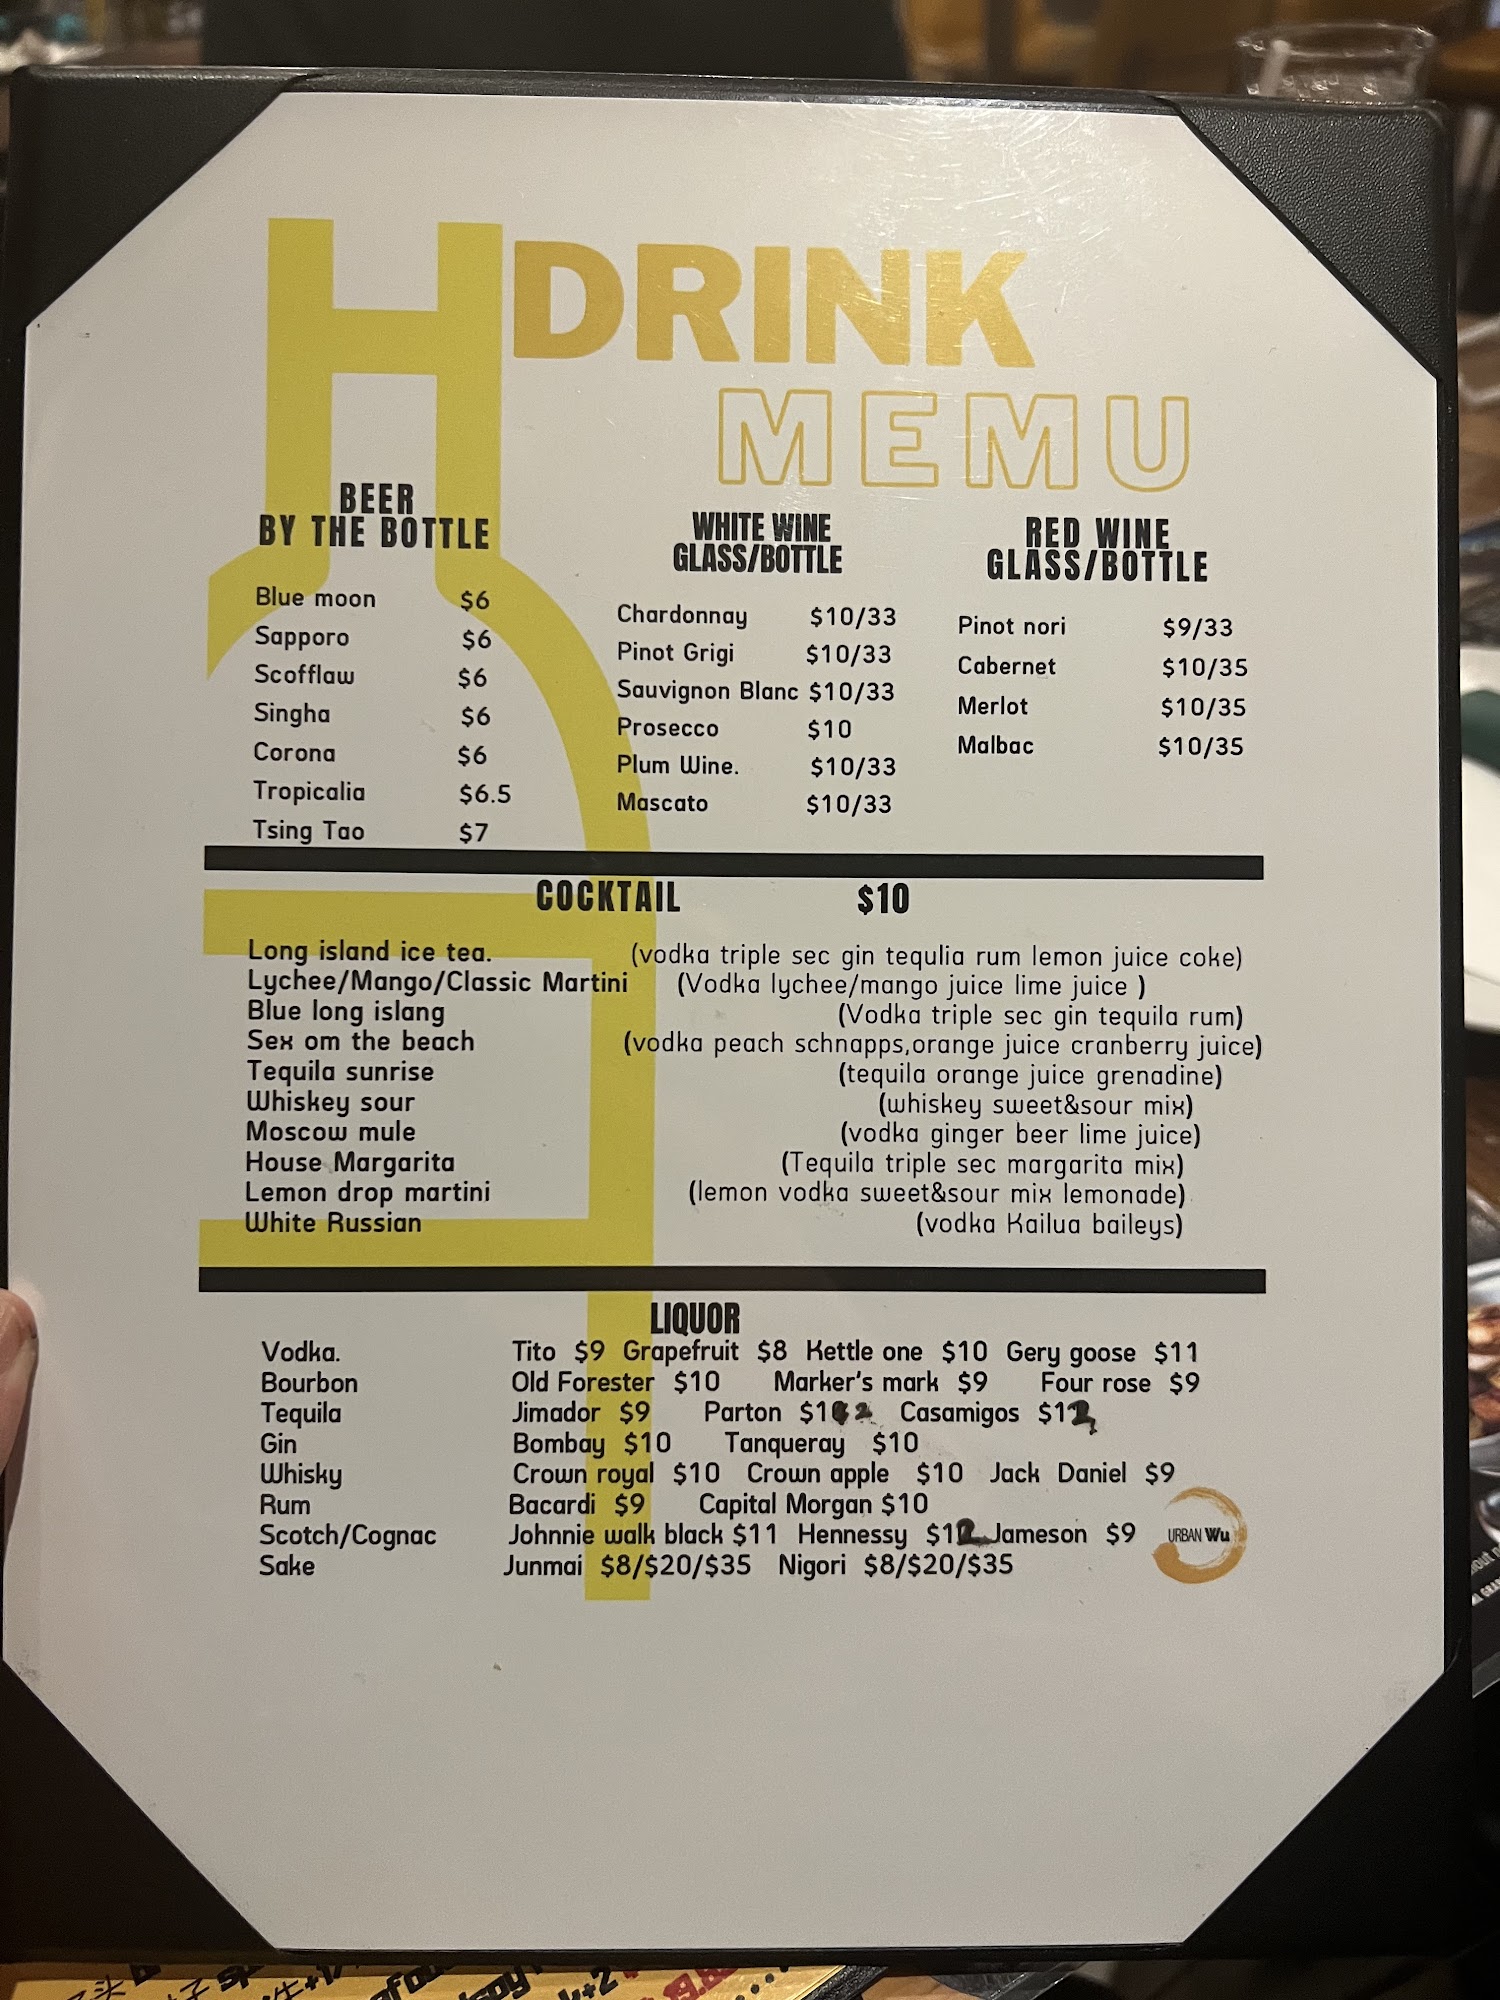 DRINK
MEMU
BEER
BY THE BOTTLE
Blue moon $6
Sapporo $6
Scofflaw $6
Singha $6
Corona $6
Tropicalia $6.5
Tsing Tao $7
WHITE WINE
GLASS/BOTTLE
Chardonnay $10/33
Pinot Grigi $10/33
Sauvignon Blanc $10/33
Prosecco $10
Plum Wine. $10/33
Mascato $10/33
RED WINE
GLASS/BOTTLE
Pinot nori $9/33
Cabernet $10/35
Merlot $10/35
Malbac $10/35
COCKTAIL $10
Long island ice tea. (vodka triple sec gin tequlia rum lemon juice coke)
Lychee/Mango/Classic Martini (Vodka lychee/mango juice lime juice )
Blue long islang (Vodka triple sec gin tequila rum)
Sex om the beach (vodka peach schnapps,orange juice cranberry juice)
Tequila sunrise (tequila orange juice grenadine)
Whiskey sour (whiskey sweet&sour mix)
Moscow mule (vodka ginger beer lime juice)
House Margarita (Tequila triple sec margarita mix)
Lemon drop martini (lemon vodka sweet&sour mix lemonade)
White Russian (vodka Kailua baileys)
LIQUOR
Vodka. Tito $9 Grapefruit $8 Kettle one $10 Gery goose $11
Bourbon Old Forester $10 Marker's mark $9 Four rose $9
Tequila Jimador $9 Parton $12 Casamigos $12
Gin Bombay $10 Tanqueray $10
Whisky Crown royal $10 Crown apple $10 Jack Daniel $9
Rum Bacardi $9 Capital Morgan $10
Scotch/Cognac Johnnie walk black $11 Hennessy $12 Jameson $9
Sake Junmai $8/$20/$35 Nigori $8/$20/$35
URBAN Wu